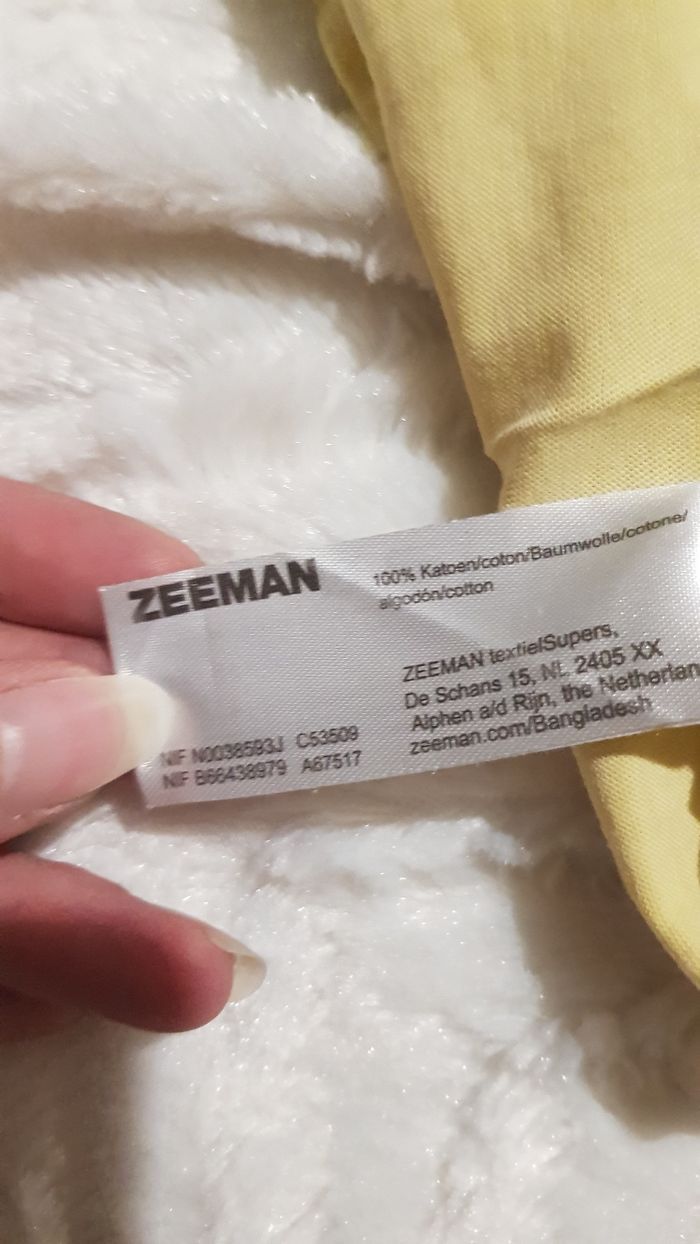 ZEEMAN
100% Katoen/coton/Baumwolle/cotone/
algodón/cotton
ZEEMAN textielSupers,
De Schans 15, NL 2405 XX
Alphen a/d Rijn, the Netherlan
zeeman.com/Bangladesh
NIF N0038593J C53509
NIF B66438979 A67517